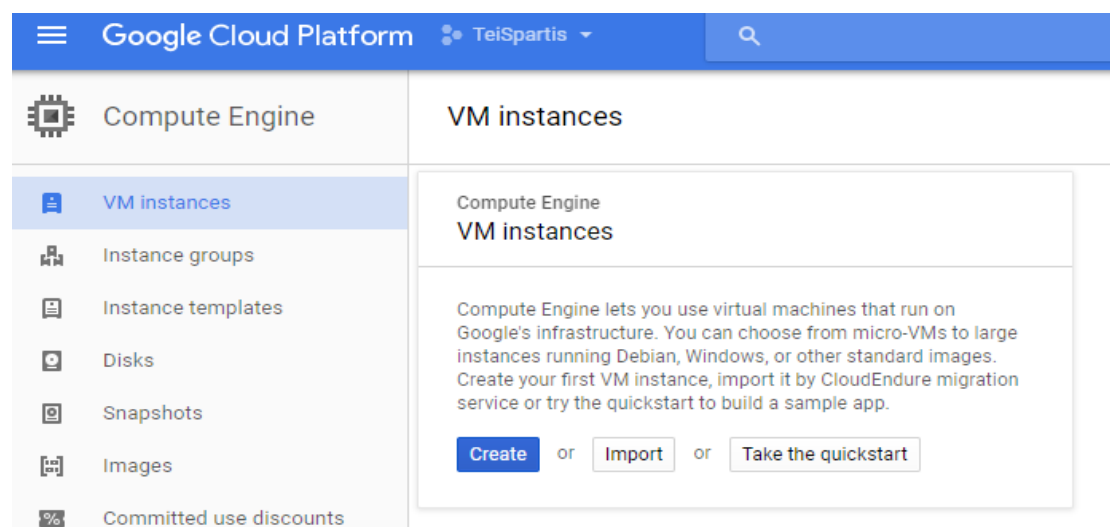 Google Cloud Platform TeiSpartis
Compute Engine
VM instances
VM instances
Instance groups
Instance templates
Disks
Snapshots
Images
Committed use discounts
Compute Engine
VM instances
Compute Engine lets you use virtual machines that run on
Google's infrastructure. You can choose from micro-VMs to large
instances running Debian, Windows, or other standard images.
Create your first VM instance, import it by CloudEndure migration
service or try the quickstart to build a sample app.
Create or Import or Take the quickstart